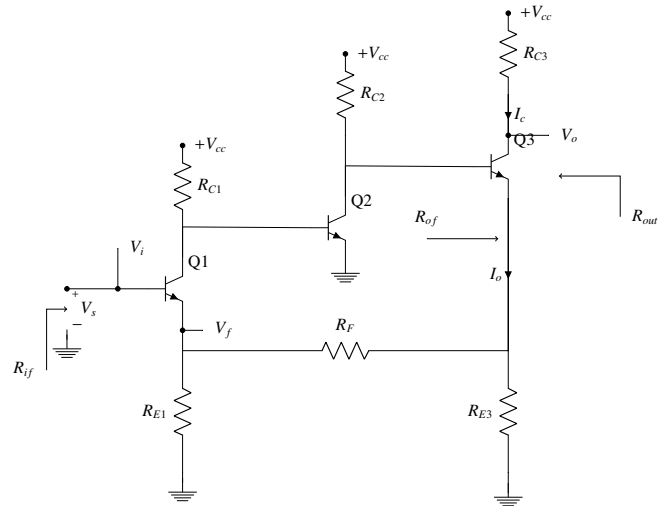 +Vcc
RC3
+Vcc
Ic
RC2
Q3
Vo
+Vcc
RC1
Q2
Rof
Rout
Vi
Q1
Io
+
Vs
−
Vf
RF
Rif
RE1
RE3